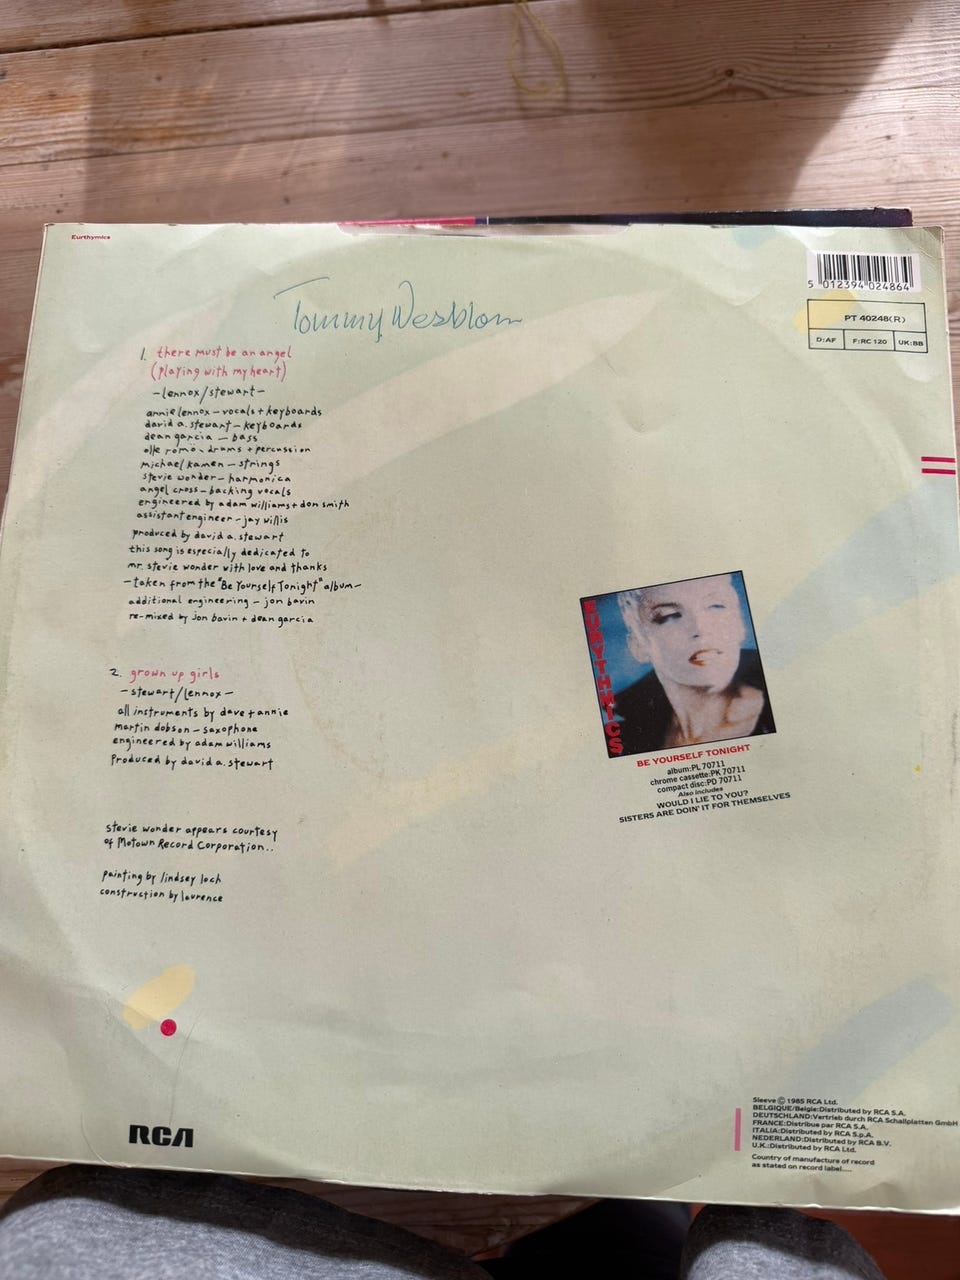 Eurthymics
Tommy Wesblom
5 012394 024864
PT 40248(R)
D:AF F:RC 120 UK:BB
1. there must be an angel
(playing with my heart)
-lennox/stewart-
annie lennox-vocals+keyboards
david a. stewart-keyboards
dean garcia-bass
olle romö-drums+percussion
michael kamen-strings
stevie wonder-harmonica
angel cross-backing vocals
engineered by adam williams+don smith
assistant engineer-jay willis
produced by david a. stewart
this song is especially dedicated to
mr. stevie wonder with love and thanks
-taken from the "Be Yourself Tonight" album-
additional engineering-jon bavin
re-mixed by jon bavin + dean garcia
2. grown up girls
-stewart/lennox-
all instruments by dave+annie
martin dobson-saxophone
engineered by adam williams
Produced by david a. stewart
stevie wonder appears courtesy
of Motown Record Corporation..
painting by lindsey loch
construction by laurence
EURYTHMICS
BE YOURSELF TONIGHT
album:PL 70711
chrome cassette:PK 70711
compact disc:PD 70711
Also includes
WOULD I LIE TO YOU?
SISTERS ARE DOIN' IT FOR THEMSELVES
RCA
Sleeve © 1985 RCA Ltd.
BELGIQUE/Belgie:Distributed by RCA S.A.
DEUTSCHLAND:Vertrieb durch RCA Schallplatten GmbH
FRANCE:Distribue par RCA S.A.
ITALIA:Distributed by RCA S.p.A.
NEDERLAND:Distributed by RCA B.V.
U.K.:Distributed by RCA Ltd.
Country of manufacture of record
as stated on record label....